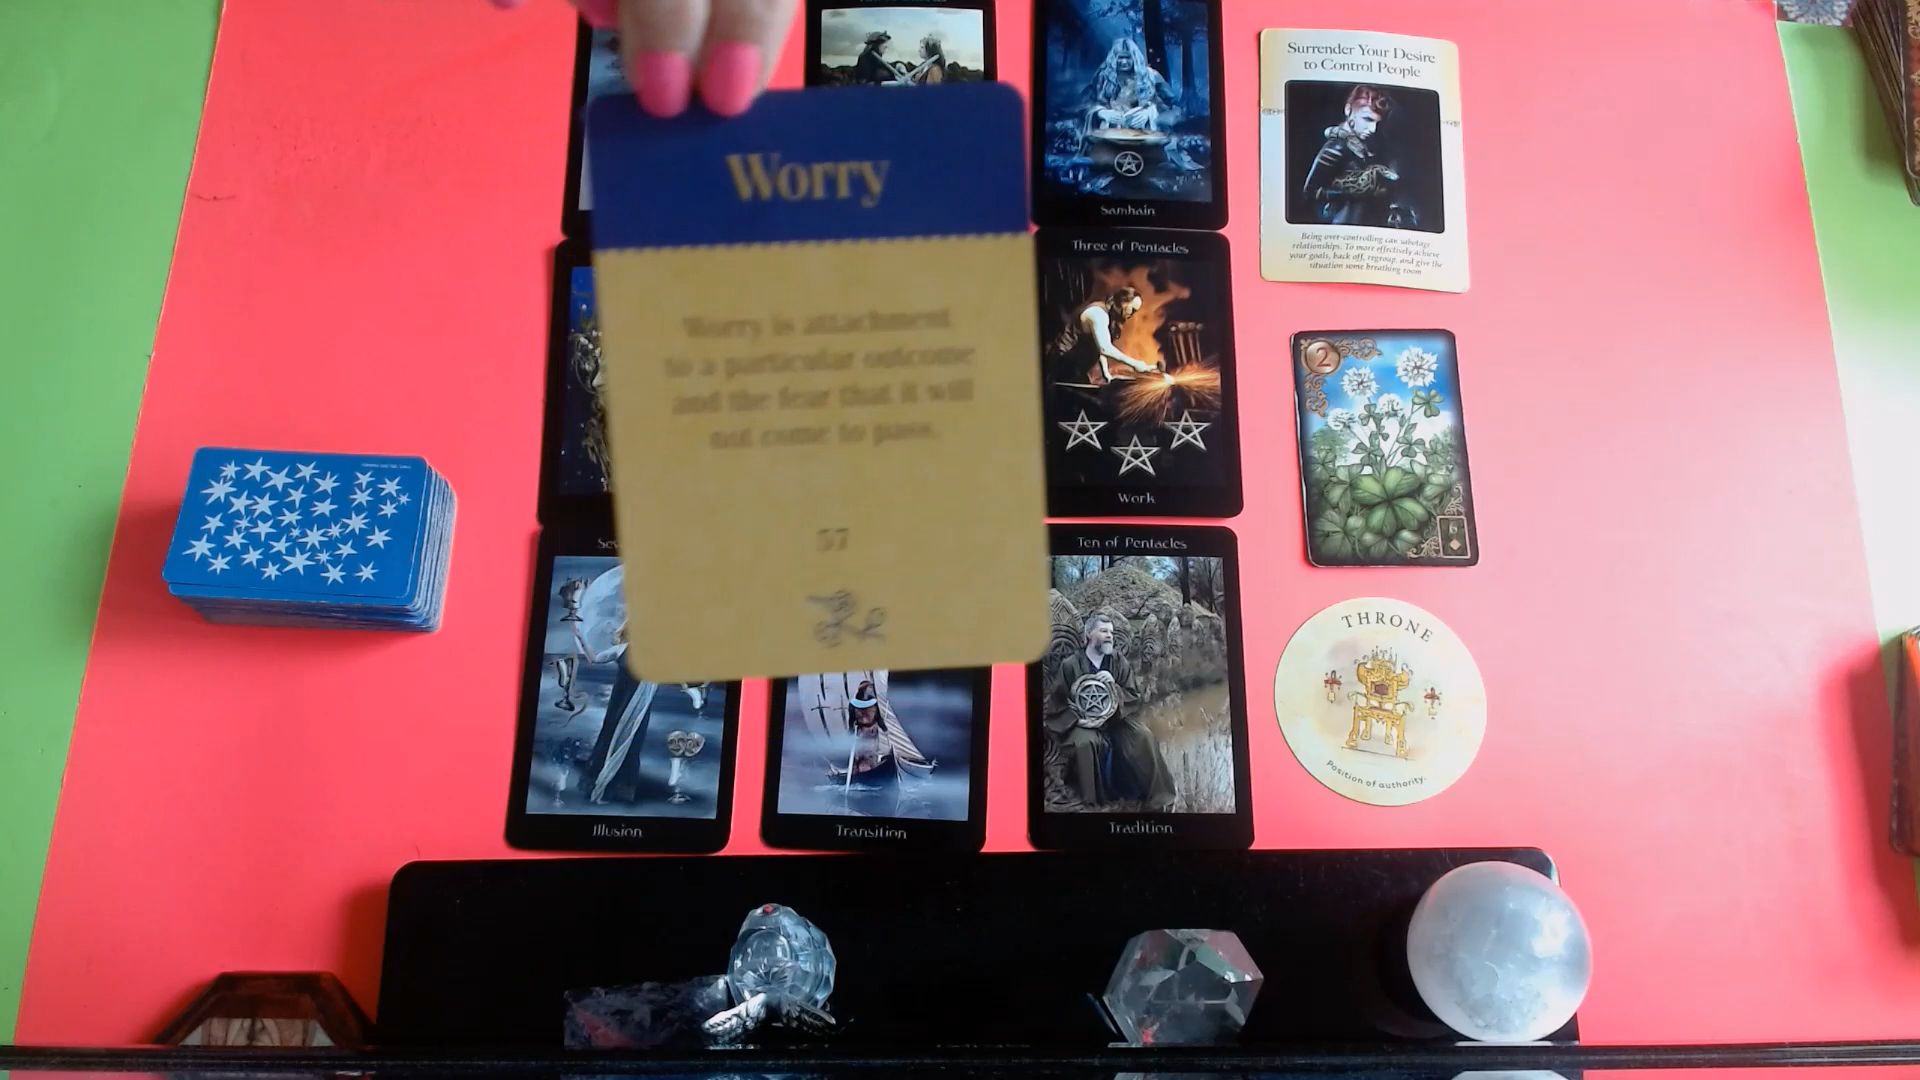 Worry
Worry is attachment
to a particular outcome
and the fear that it will
not come to pass.
57
Samhain
Surrender Your Desire
to Control People
Being over-controlling can sabotage
relationships. To more effectively achieve
your goals, back off, regroup, and give the
situation some breathing room
Three of Pentacles
Work
2
6
Ten of Pentacles
THRONE
Position of authority.
Illusion
Transition
Tradition